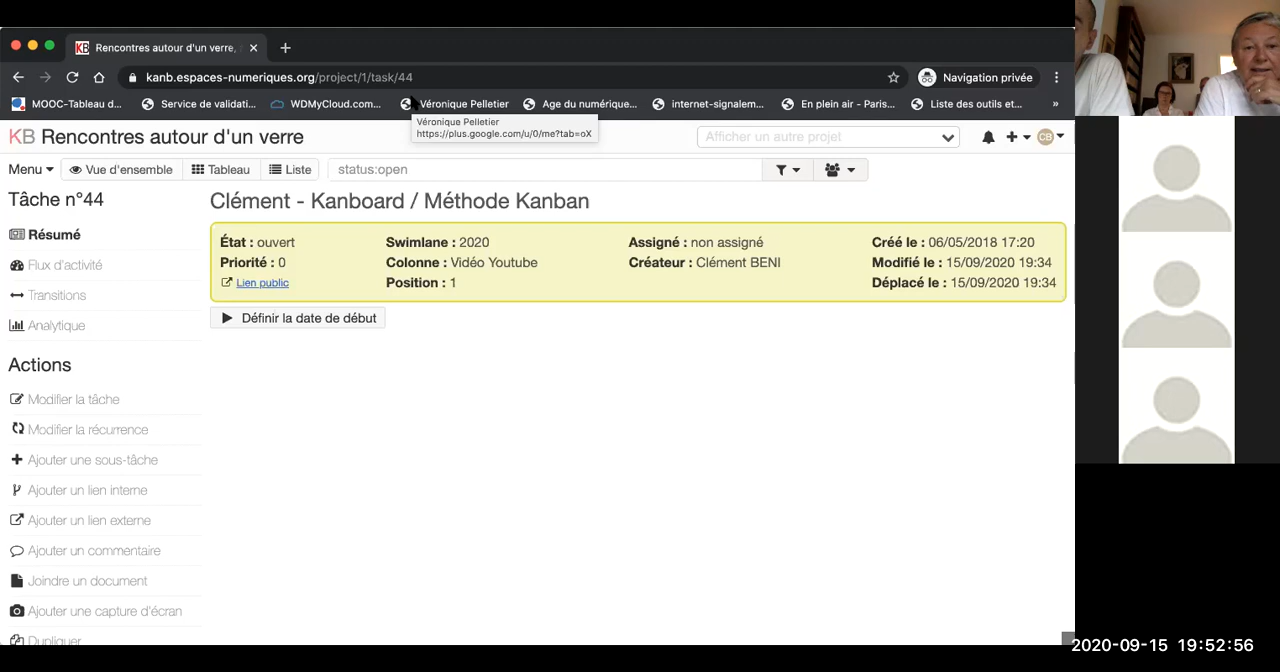 KB Rencontres autour d'un verre,
kanb.espaces-numeriques.org/project/1/task/44
Navigation privée
MOOC-Tableau d...
Service de validati...
WDMyCloud.com...
Véronique Pelletier
Age du numérique...
internet-signalem...
En plein air - Paris...
Liste des outils et...
»
Véronique Pelletier
https://plus.google.com/u/0/me?tab=oX
KB Rencontres autour d'un verre
Afficher un autre projet
CB
Menu
Vue d'ensemble
Tableau
Liste
status:open
Tâche n°44
Résumé
Flux d'activité
Transitions
Analytique
Actions
Modifier la tâche
Modifier la récurrence
Ajouter une sous-tâche
Ajouter un lien interne
Ajouter un lien externe
Ajouter un commentaire
Joindre un document
Ajouter une capture d'écran
Dupliquer
Clément - Kanboard / Méthode Kanban
État : ouvert
Priorité : 0
Lien public
Swimlane : 2020
Colonne : Vidéo Youtube
Position : 1
Assigné : non assigné
Créateur : Clément BENI
Créé le : 06/05/2018 17:20
Modifié le : 15/09/2020 19:34
Déplacé le : 15/09/2020 19:34
Définir la date de début
2020-09-15 19:52:56